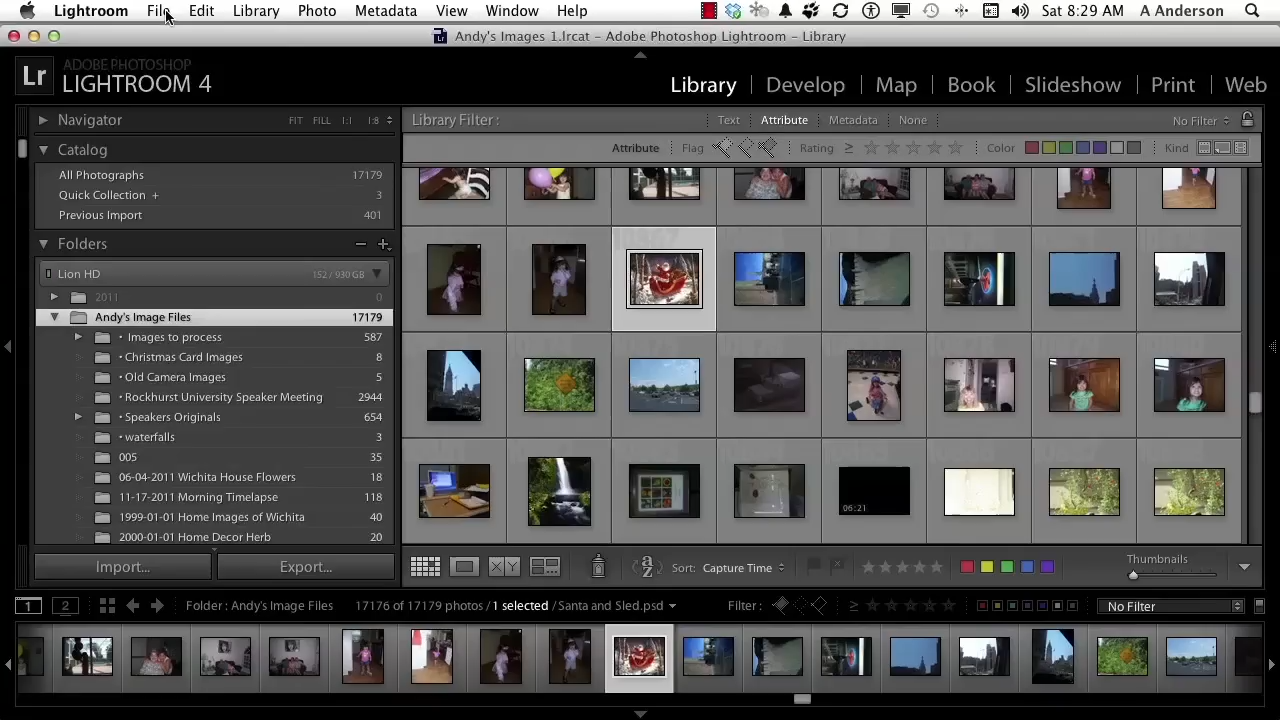 Lightroom File Edit Library Photo Metadata View Window Help Sat 8:29 AM A Anderson
Andy's Images 1.lrcat - Adobe Photoshop Lightroom - Library
Lr ADOBE PHOTOSHOP
LIGHTROOM 4
Library | Develop | Map | Book | Slideshow | Print | Web
Navigator FIT FILL 1:1 1:8
Library Filter : Text Attribute Metadata None No Filter
Attribute Flag Rating ≥ Color Kind
Catalog
All Photographs 17179
Quick Collection + 3
Previous Import 401
Folders
Lion HD 152 / 930 GB
2011 0
Andy's Image Files 17179
• Images to process 587
• Christmas Card Images 8
• Old Camera Images 5
• Rockhurst University Speaker Meeting 2944
• Speakers Originals 654
• waterfalls 3
005 35
06-04-2011 Wichita House Flowers 18
11-17-2011 Morning Timelapse 118
1999-01-01 Home Images of Wichita 40
2000-01-01 Home Decor Herb 20
06:21
Import... Export...
XY Sort: Capture Time Thumbnails
1 2 Folder : Andy's Image Files 17176 of 17179 photos / 1 selected / Santa and Sled.psd Filter : ≥ No Filter